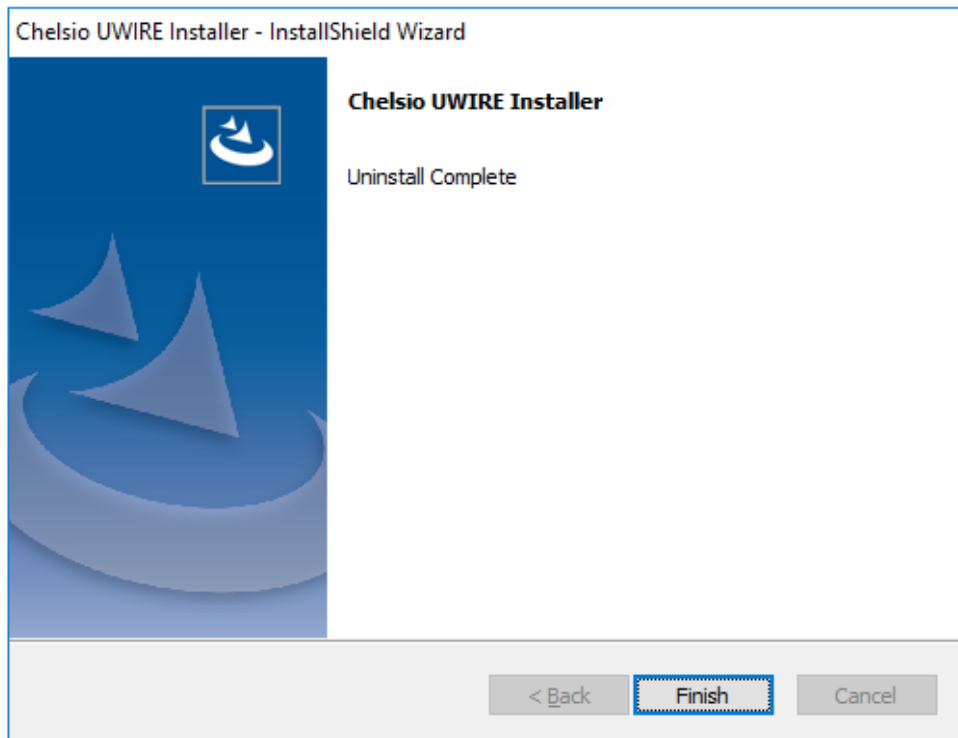 Chelsio UWIRE Installer - InstallShield Wizard
Chelsio UWIRE Installer
Uninstall Complete
< Back
Finish
Cancel